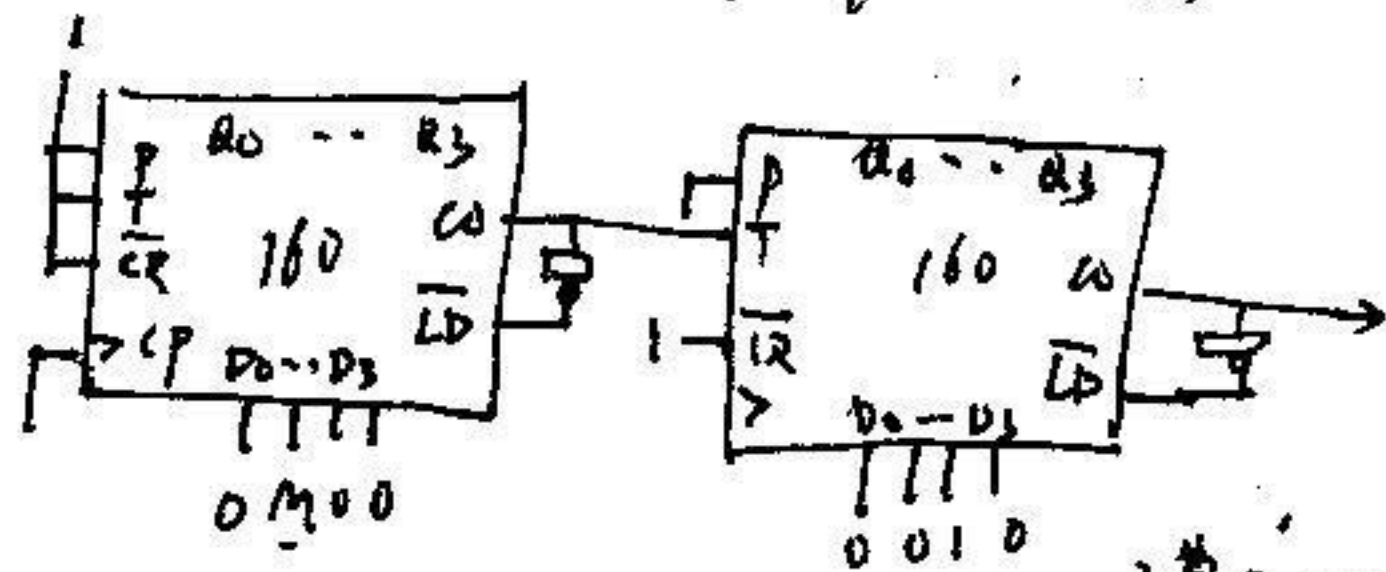 1
Q0 -- Q3
P
T
CR
160
CO
LD
CP
D0 -- D3
0 M 0 0
Q0 -- Q3
P
T
160
CO
1
CR
LD
D0 -- D3
0 0 1 0